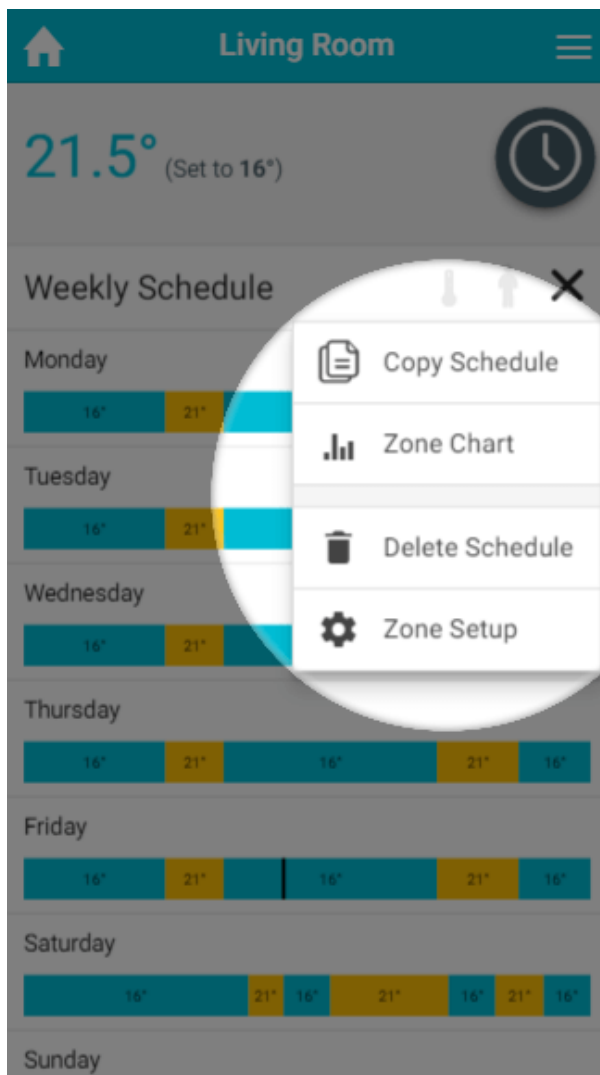 Living Room
21.5° (Set to 16°)
Weekly Schedule
Copy Schedule
Zone Chart
Delete Schedule
Zone Setup
Monday
16° 21°
Tuesday
16° 21°
Wednesday
16° 21°
Thursday
16° 21° 16° 21° 16°
Friday
16° 21° 16° 21° 16°
Saturday
16° 21° 16° 21° 16° 21° 16°
Sunday